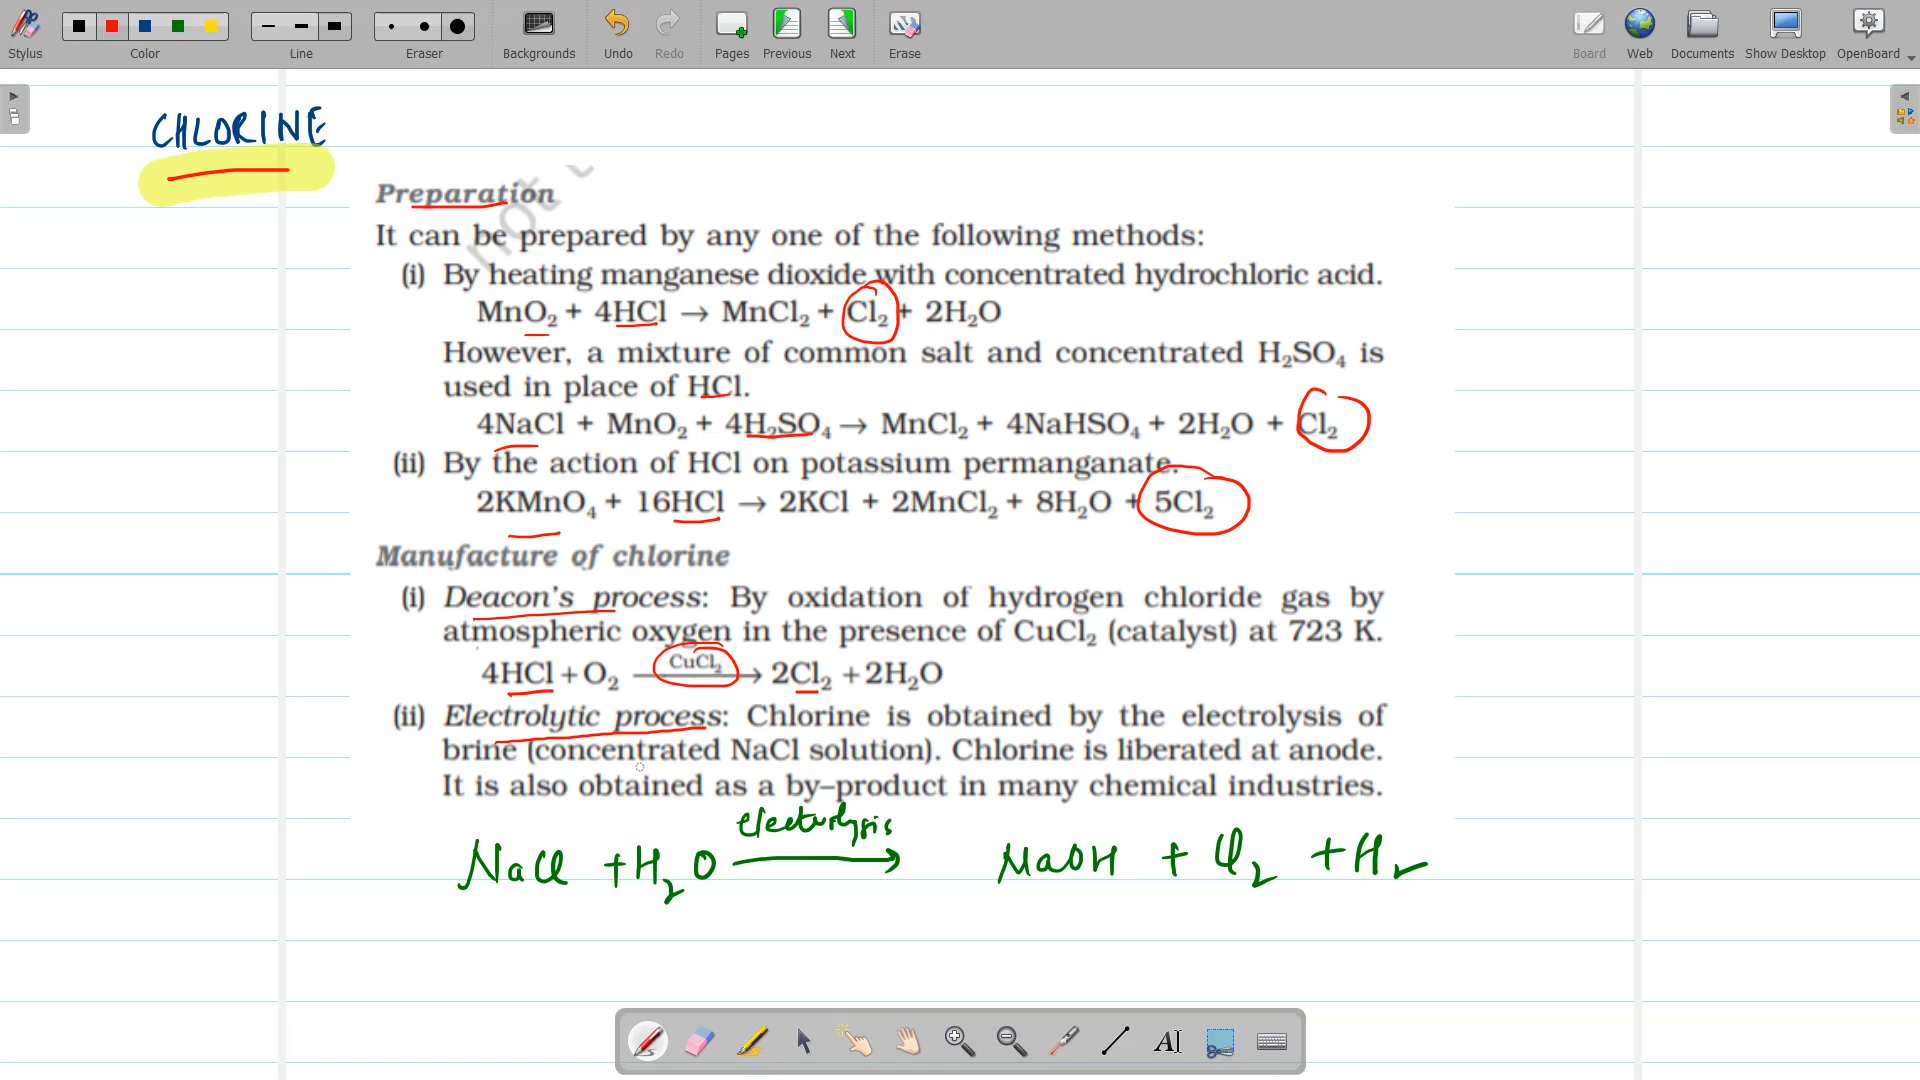 Stylus Color Line Eraser Backgrounds Undo Redo Pages Previous Next Erase Board Web Documents Show Desktop OpenBoard
CHLORINE
not
Preparation
It can be prepared by any one of the following methods:
(i) By heating manganese dioxide with concentrated hydrochloric acid.
MnO₂ + 4HCl → MnCl₂ + Cl₂ + 2H₂O
However, a mixture of common salt and concentrated H₂SO₄ is
used in place of HCl.
4NaCl + MnO₂ + 4H₂SO₄ → MnCl₂ + 4NaHSO₄ + 2H₂O + Cl₂
(ii) By the action of HCl on potassium permanganate.
2KMnO₄ + 16HCl → 2KCl + 2MnCl₂ + 8H₂O + 5Cl₂
Manufacture of chlorine
(i) Deacon's process: By oxidation of hydrogen chloride gas by
atmospheric oxygen in the presence of CuCl₂ (catalyst) at 723 K.
CuCl₂
4HCl + O₂ → 2Cl₂ + 2H₂O
(ii) Electrolytic process: Chlorine is obtained by the electrolysis of
brine (concentrated NaCl solution). Chlorine is liberated at anode.
It is also obtained as a by–product in many chemical industries.
electrolysis
NaCl + H₂O → NaOH + Cl₂ + H₂